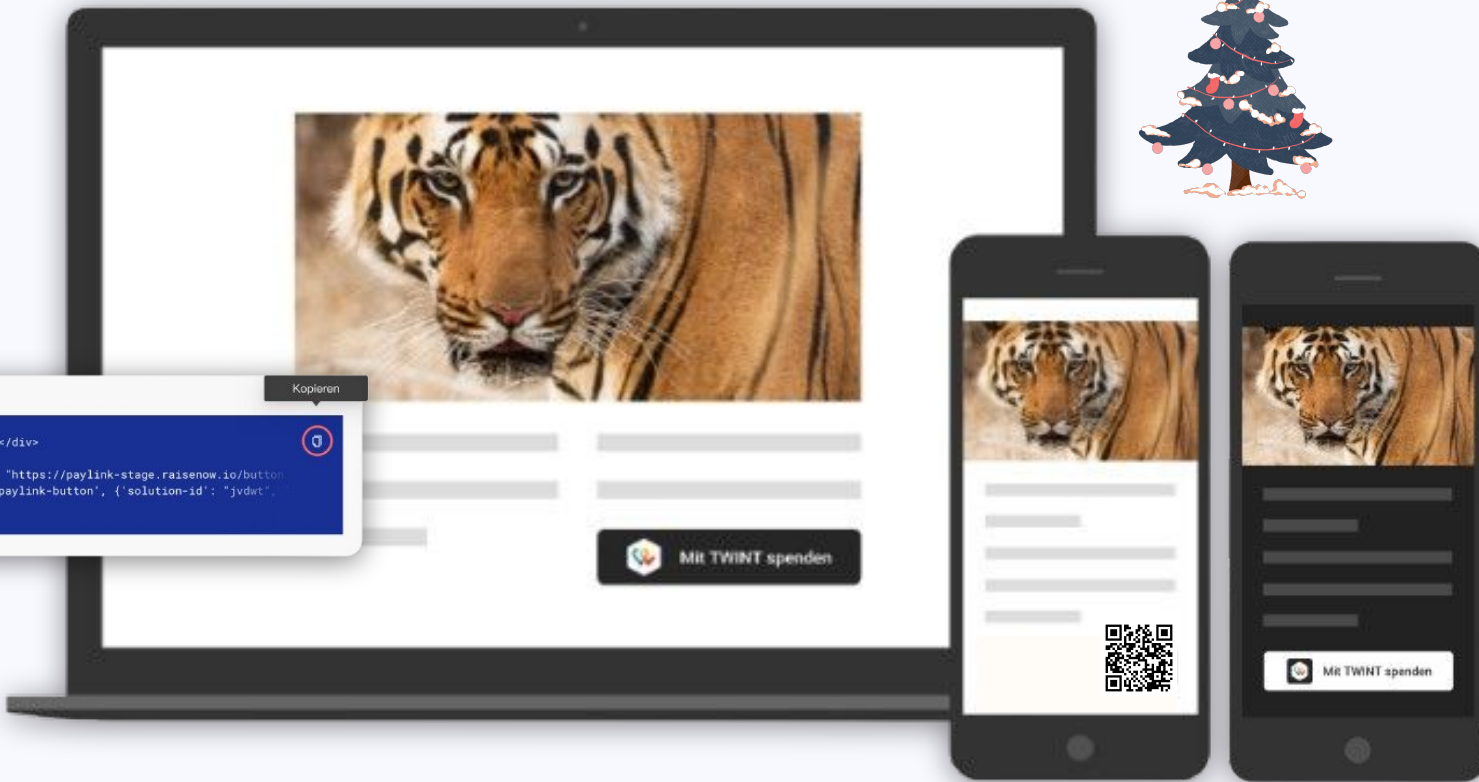 Kopieren
</div>
"https://paylink-stage.raisenow.io/button
paylink-button', {'solution-id': "jvdwt",
Mit TWINT spenden
Mit TWINT spenden